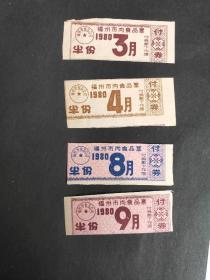 福州市肉食品票
1980 3月
半份
付券
福州市肉食品票
1980 4月
半份
付券
福州市肉食品票
1980 8月
半份
付券
福州市肉食品票
1980 9月
半份
付券